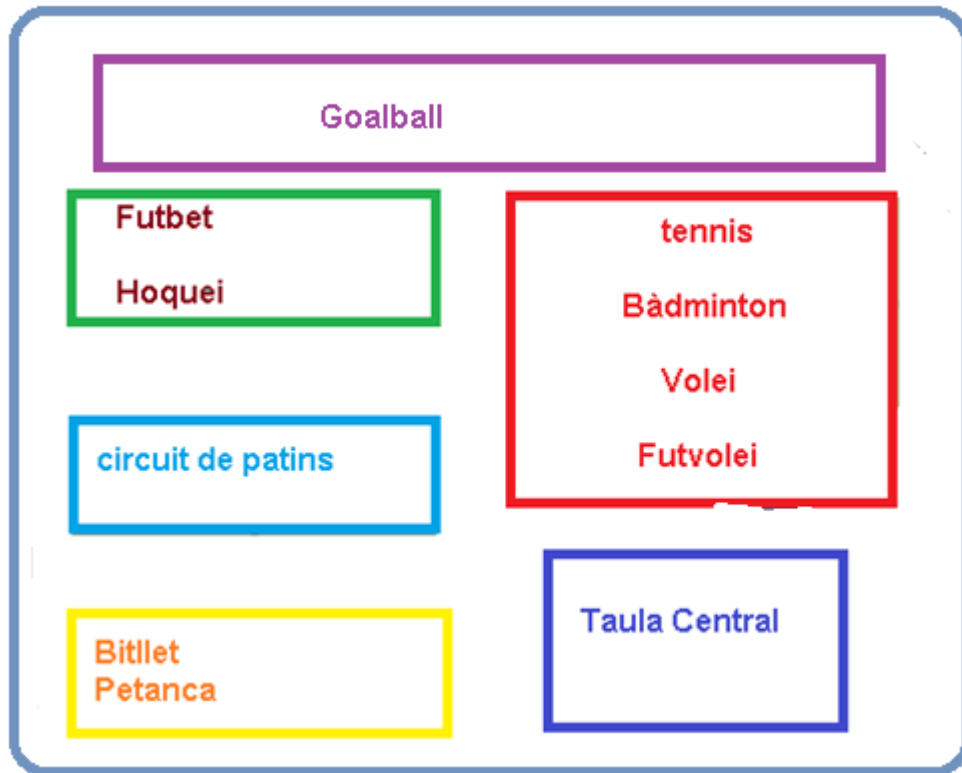 Goalball
Futbet
Hoquei
tennis
Bàdminton
Volei
Futvolei
circuit de patins
Taula Central
Bitllet
Petanca